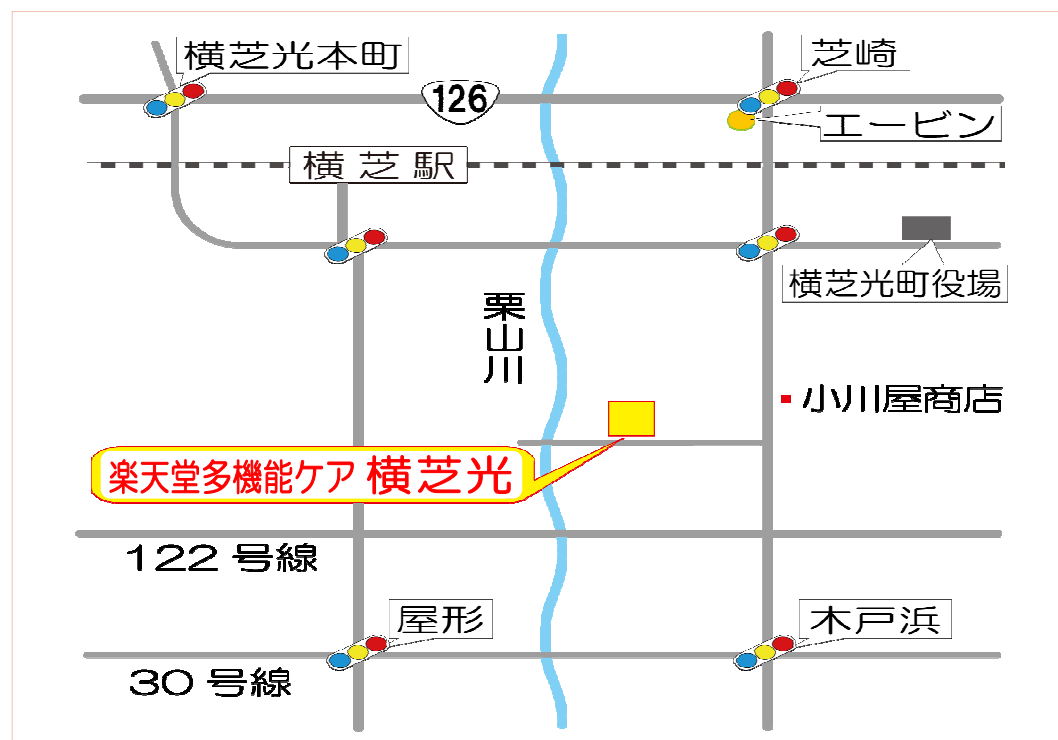 横芝光本町
芝崎
126
エービン
横芝駅
横芝光町役場
栗山川
小川屋商店
楽天堂多機能ケア 横芝光
122 号線
屋形
木戸浜
30 号線